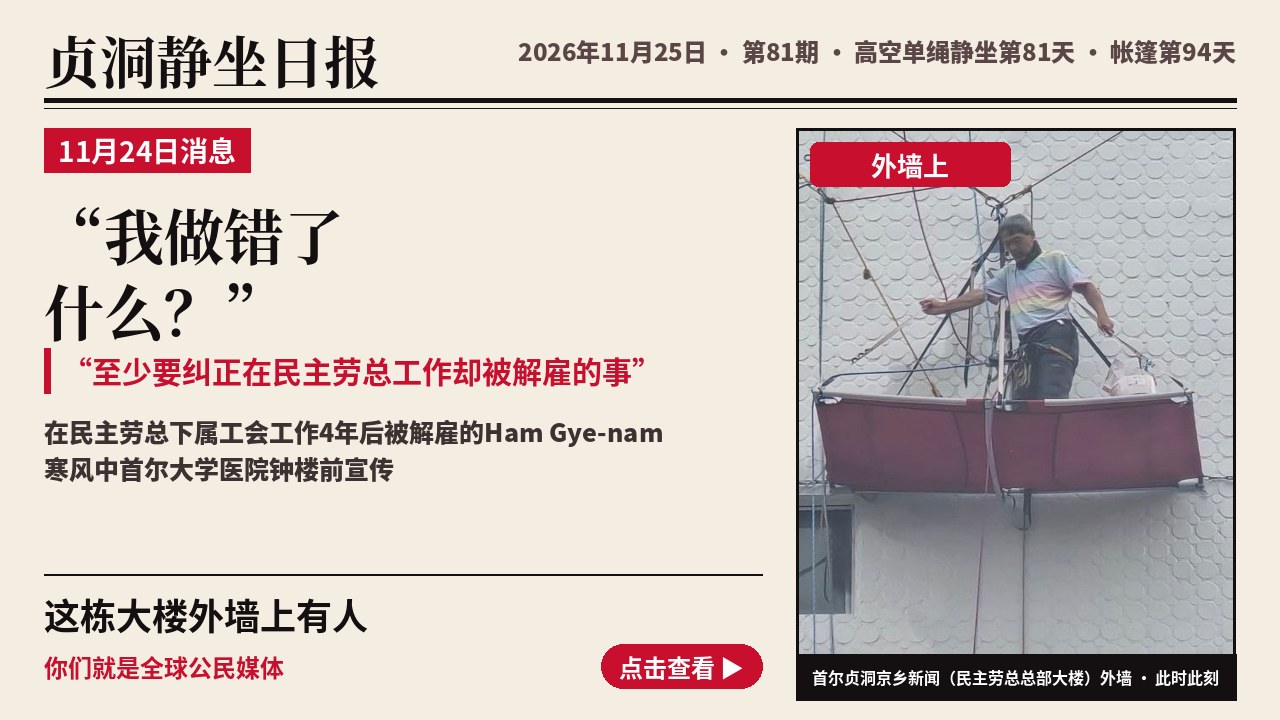 贞洞静坐日报
2026年11月25日 • 第81期 • 高空单绳静坐第81天 • 帐篷第94天
11月24日消息
“我做错了
什么？”
“至少要纠正在民主劳总工作却被解雇的事”
在民主劳总下属工会工作4年后被解雇的Ham Gye-nam
寒风中首尔大学医院钟楼前宣传
这栋大楼外墙上有人
你们就是全球公民媒体
点击查看 ▶
外墙上
首尔贞洞京乡新闻（民主劳总总部大楼）外墙 • 此时此刻